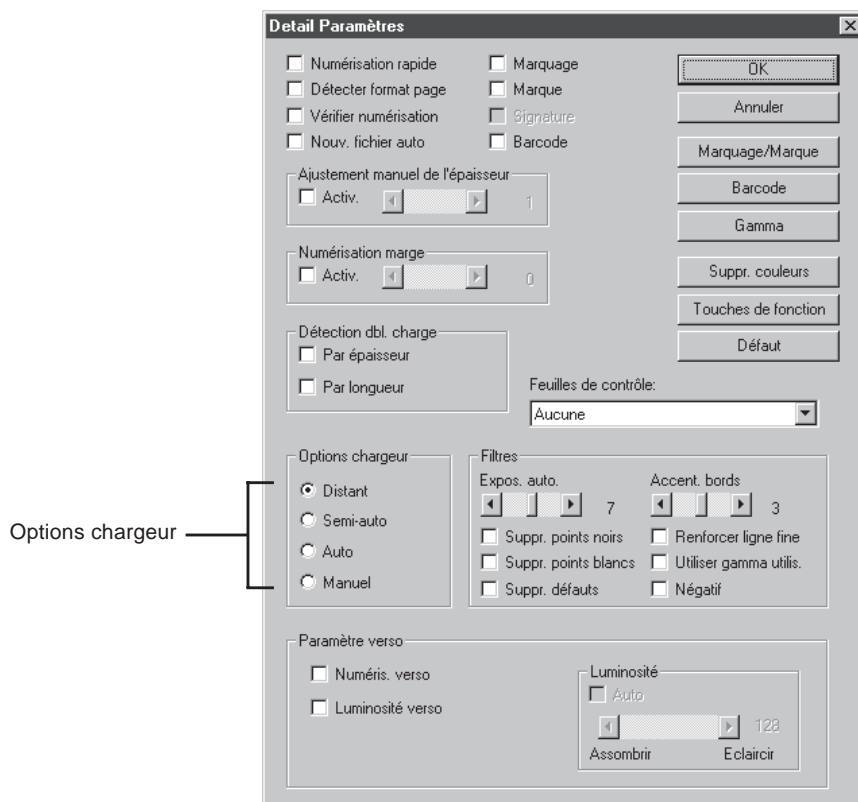 Detail Paramètres
Numérisation rapide
Détecter format page
Vérifier numérisation
Nouv. fichier auto
Marquage
Marque
Signature
Barcode
OK
Annuler
Marquage/Marque
Barcode
Gamma
Suppr. couleurs
Touches de fonction
Défaut
Ajustement manuel de l'épaisseur
Activ. 1
Numérisation marge
Activ. 0
Détection dbl. charge
Par épaisseur
Par longueur
Feuilles de contrôle:
Aucune
Options chargeur
Options chargeur
Distant
Semi-auto
Auto
Manuel
Filtres
Expos. auto.
7
Suppr. points noirs
Suppr. points blancs
Suppr. défauts
Accent. bords
3
Renforcer ligne fine
Utiliser gamma utilis.
Négatif
Paramètre verso
Numéris. verso
Luminosité verso
Luminosité
Auto
128
Assombrir Eclaircir